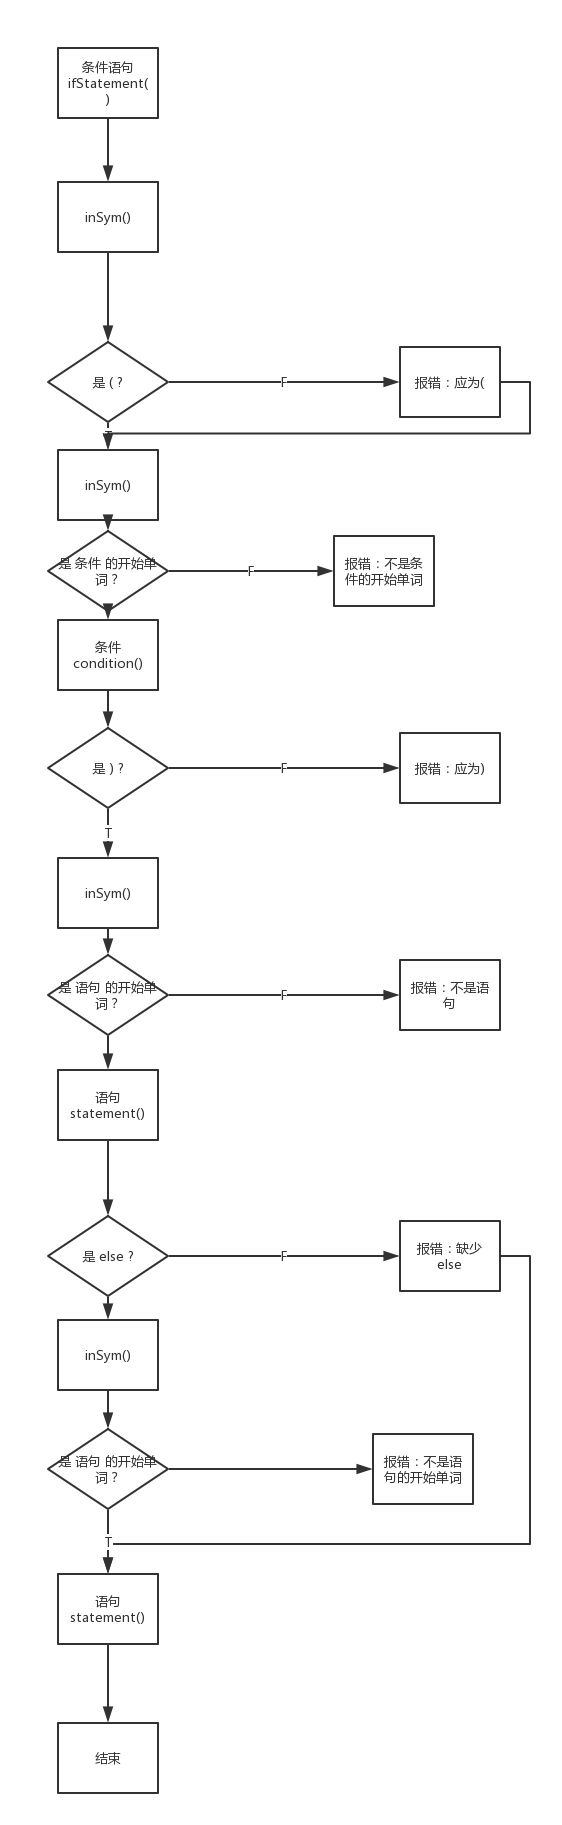 条件语句
ifStatement(
)
inSym()
是 ( ?
F
报错：应为(
T
inSym()
是 条件 的开始单
词？
F
报错：不是条
件的开始单词
条件
condition()
是 ) ?
F
报错：应为)
T
inSym()
是 语句 的开始单
词？
F
报错：不是语
句
语句
statement()
是 else ?
F
报错：缺少
else
inSym()
是 语句 的开始单
词？
报错：不是语
句的开始单词
T
语句
statement()
结束